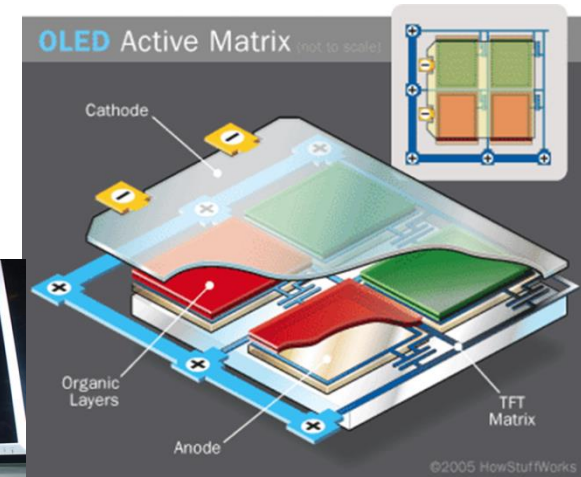 OLED Active Matrix (not to scale)
Cathode
Organic
Layers
Anode
TFT
Matrix
©2005 HowStuffWorks